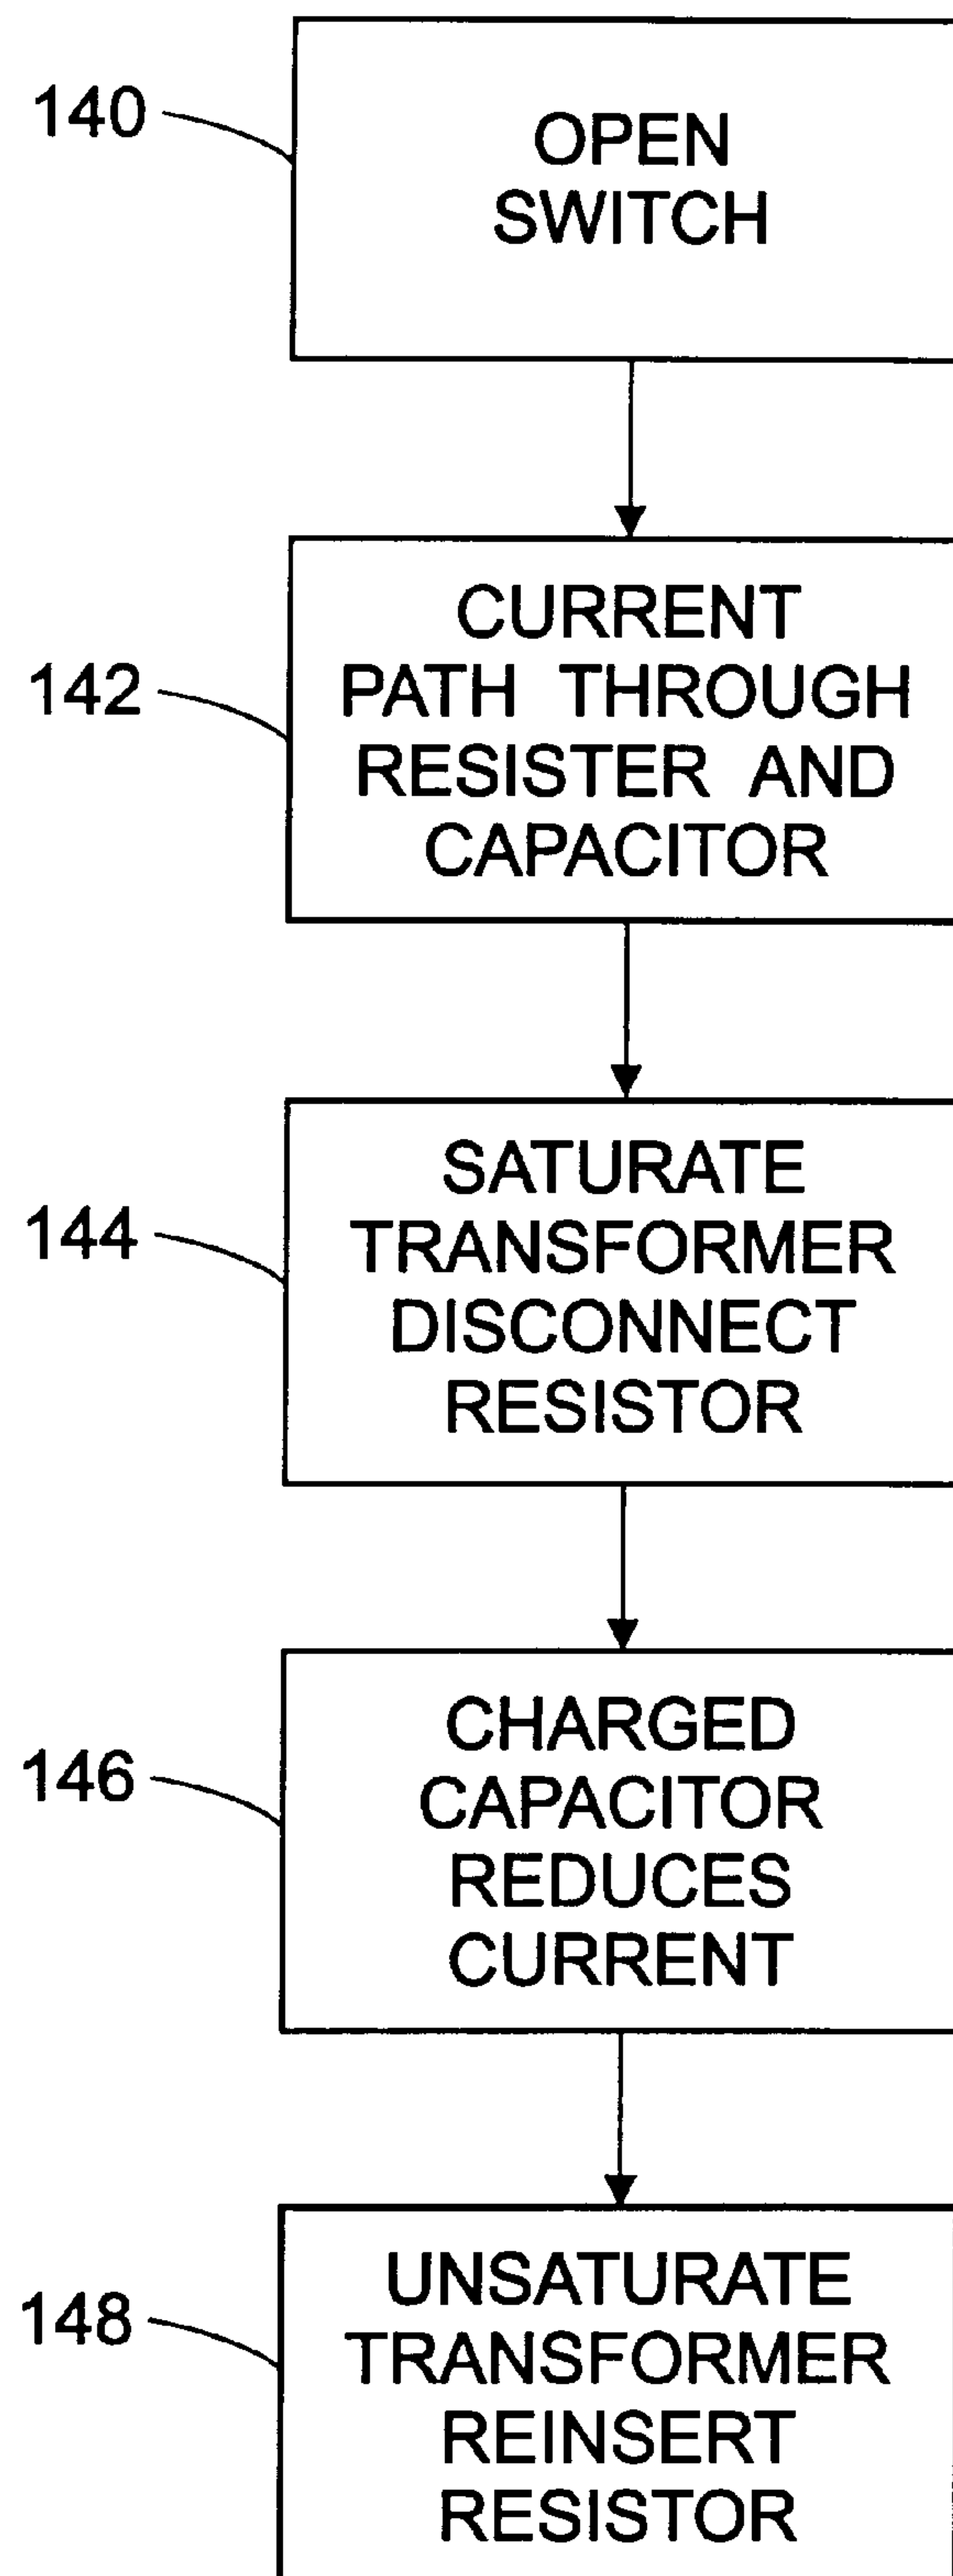 140
OPEN
SWITCH
142
CURRENT
PATH THROUGH
RESISTER AND
CAPACITOR
144
SATURATE
TRANSFORMER
DISCONNECT
RESISTOR
146
CHARGED
CAPACITOR
REDUCES
CURRENT
148
UNSATURATE
TRANSFORMER
REINSERT
RESISTOR